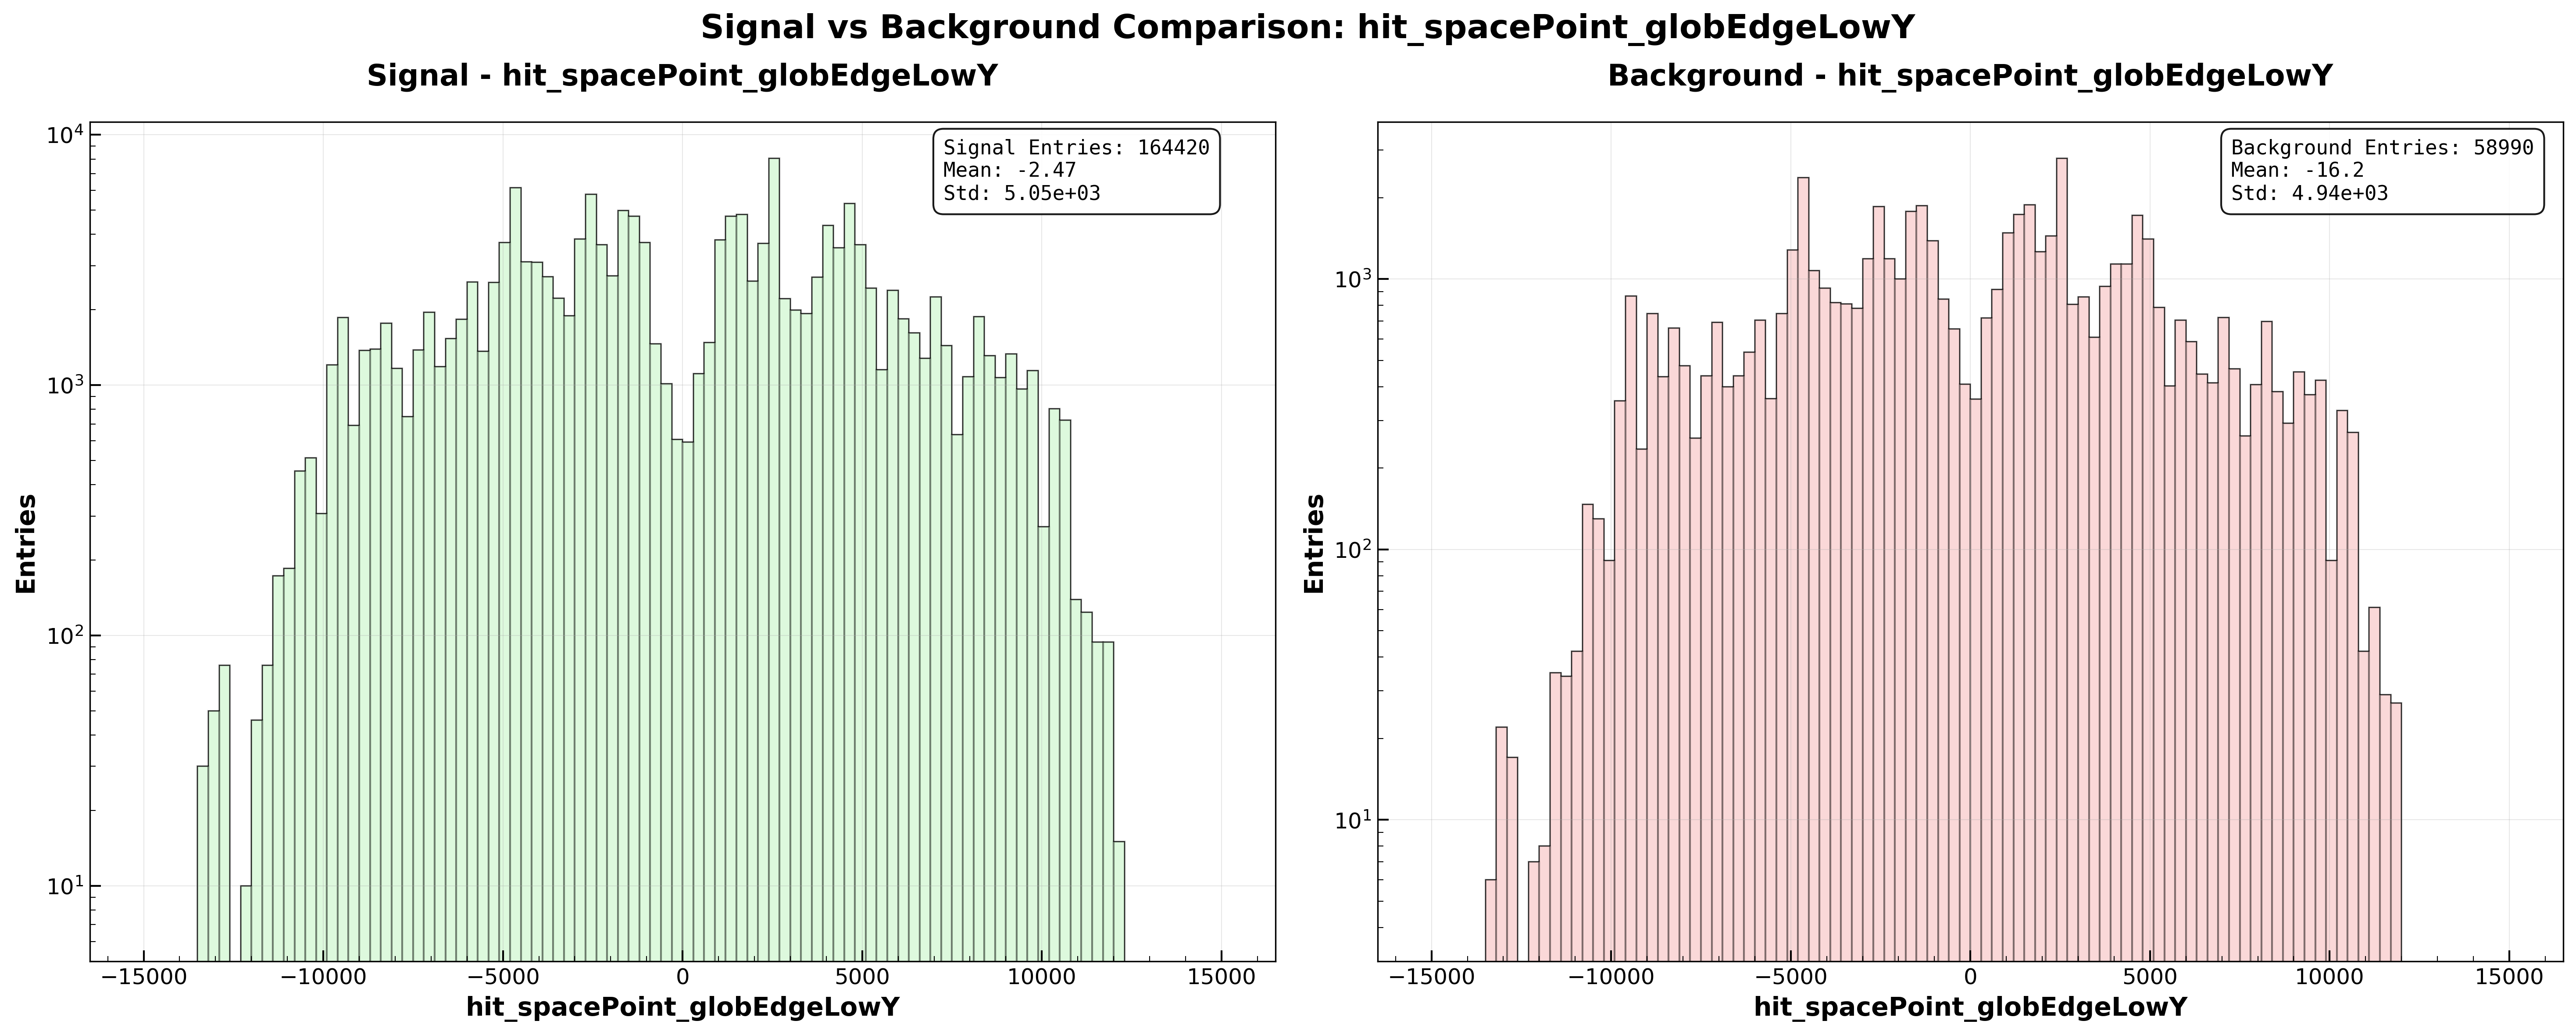 Signal vs Background Comparison: hit_spacePoint_globEdgeLowY
Signal - hit_spacePoint_globEdgeLowY
Signal Entries: 164420
Mean: -2.47
Std: 5.05e+03
10^4
10^3
10^2
10^1
Entries
−15000 −10000 −5000 0 5000 10000 15000
hit_spacePoint_globEdgeLowY
Background - hit_spacePoint_globEdgeLowY
Background Entries: 58990
Mean: -16.2
Std: 4.94e+03
10^3
10^2
10^1
Entries
−15000 −10000 −5000 0 5000 10000 15000
hit_spacePoint_globEdgeLowY